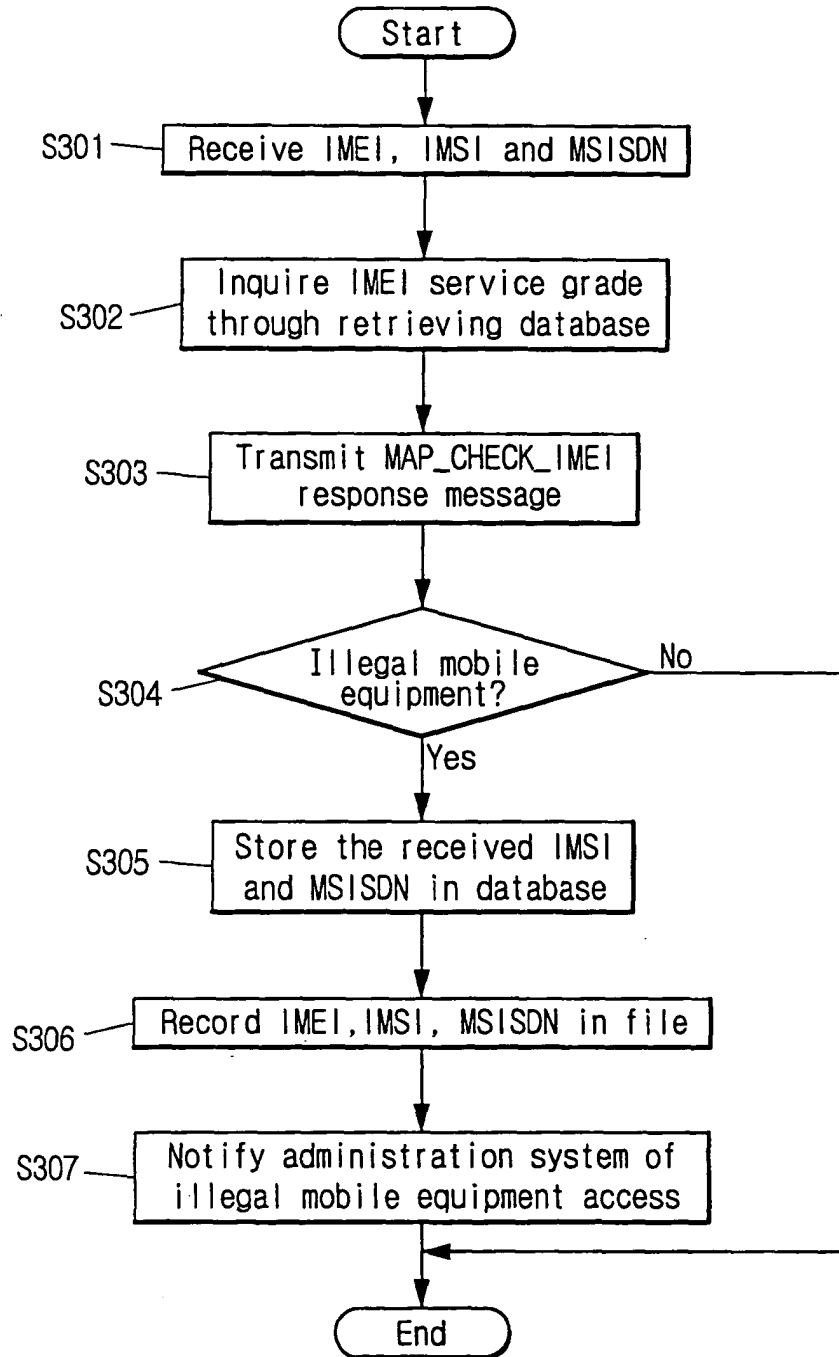 Start
S301
Receive IMEI, IMSI and MSISDN
S302
Inquire IMEI service grade
through retrieving database
S303
Transmit MAP_CHECK_IMEI
response message
S304
Illegal mobile
equipment?
No
Yes
S305
Store the received IMSI
and MSISDN in database
S306
Record IMEI,IMSI, MSISDN in file
S307
Notify administration system of
illegal mobile equipment access
End